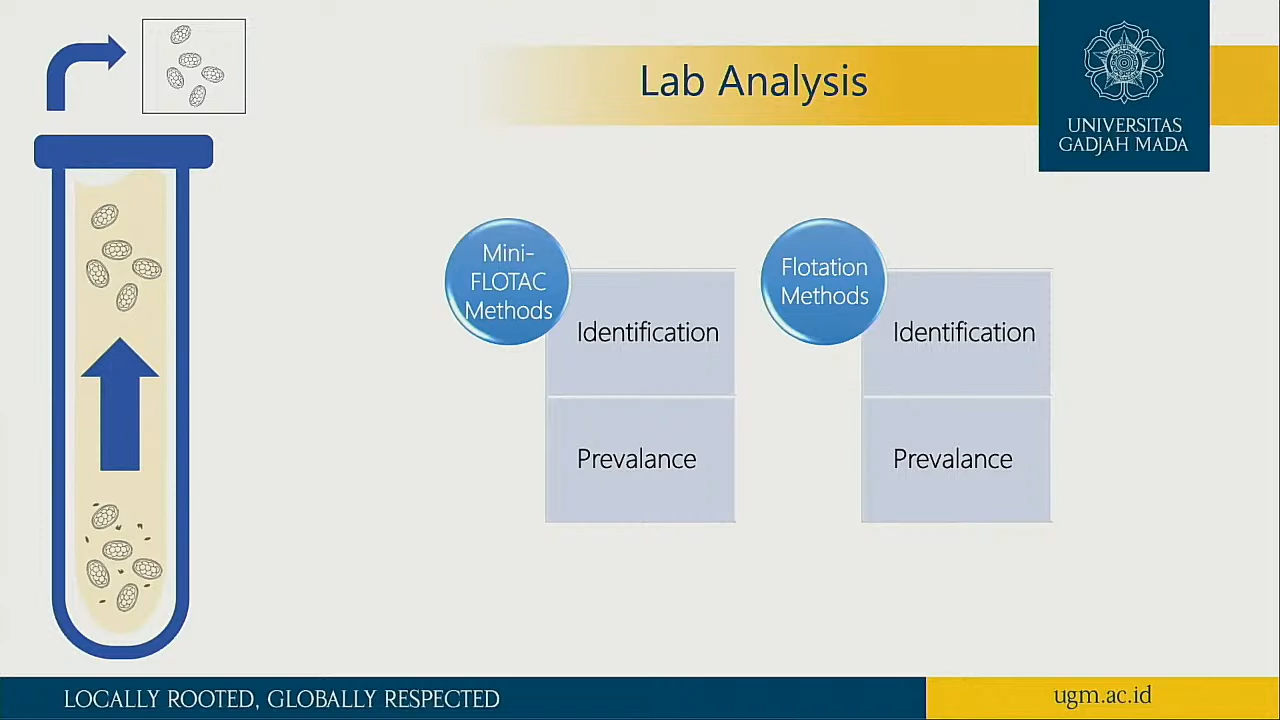 Lab Analysis
UNIVERSITAS
GADJAH MADA
Mini-
FLOTAC
Methods
Identification
Prevalance
Flotation
Methods
Identification
Prevalance
LOCALLY ROOTED, GLOBALLY RESPECTED
ugm.ac.id